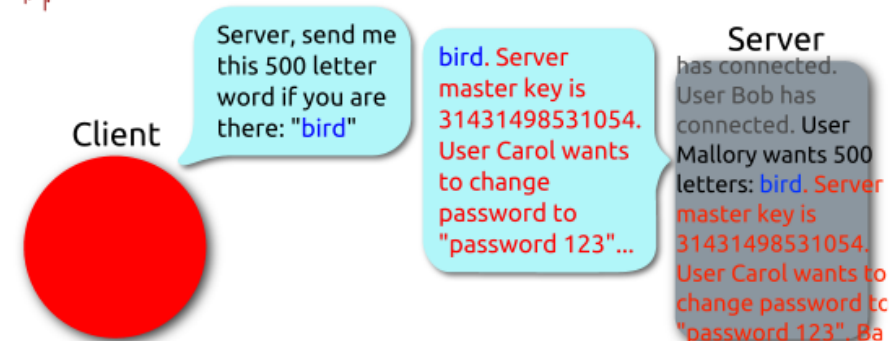 Client
Server, send me
this 500 letter
word if you are
there: "bird"
bird. Server
master key is
31431498531054.
User Carol wants
to change
password to
"password 123"...
Server
has connected.
User Bob has
connected. User
Mallory wants 500
letters: bird. Server
master key is
31431498531054.
User Carol wants to
change password to
"password 123". Ba